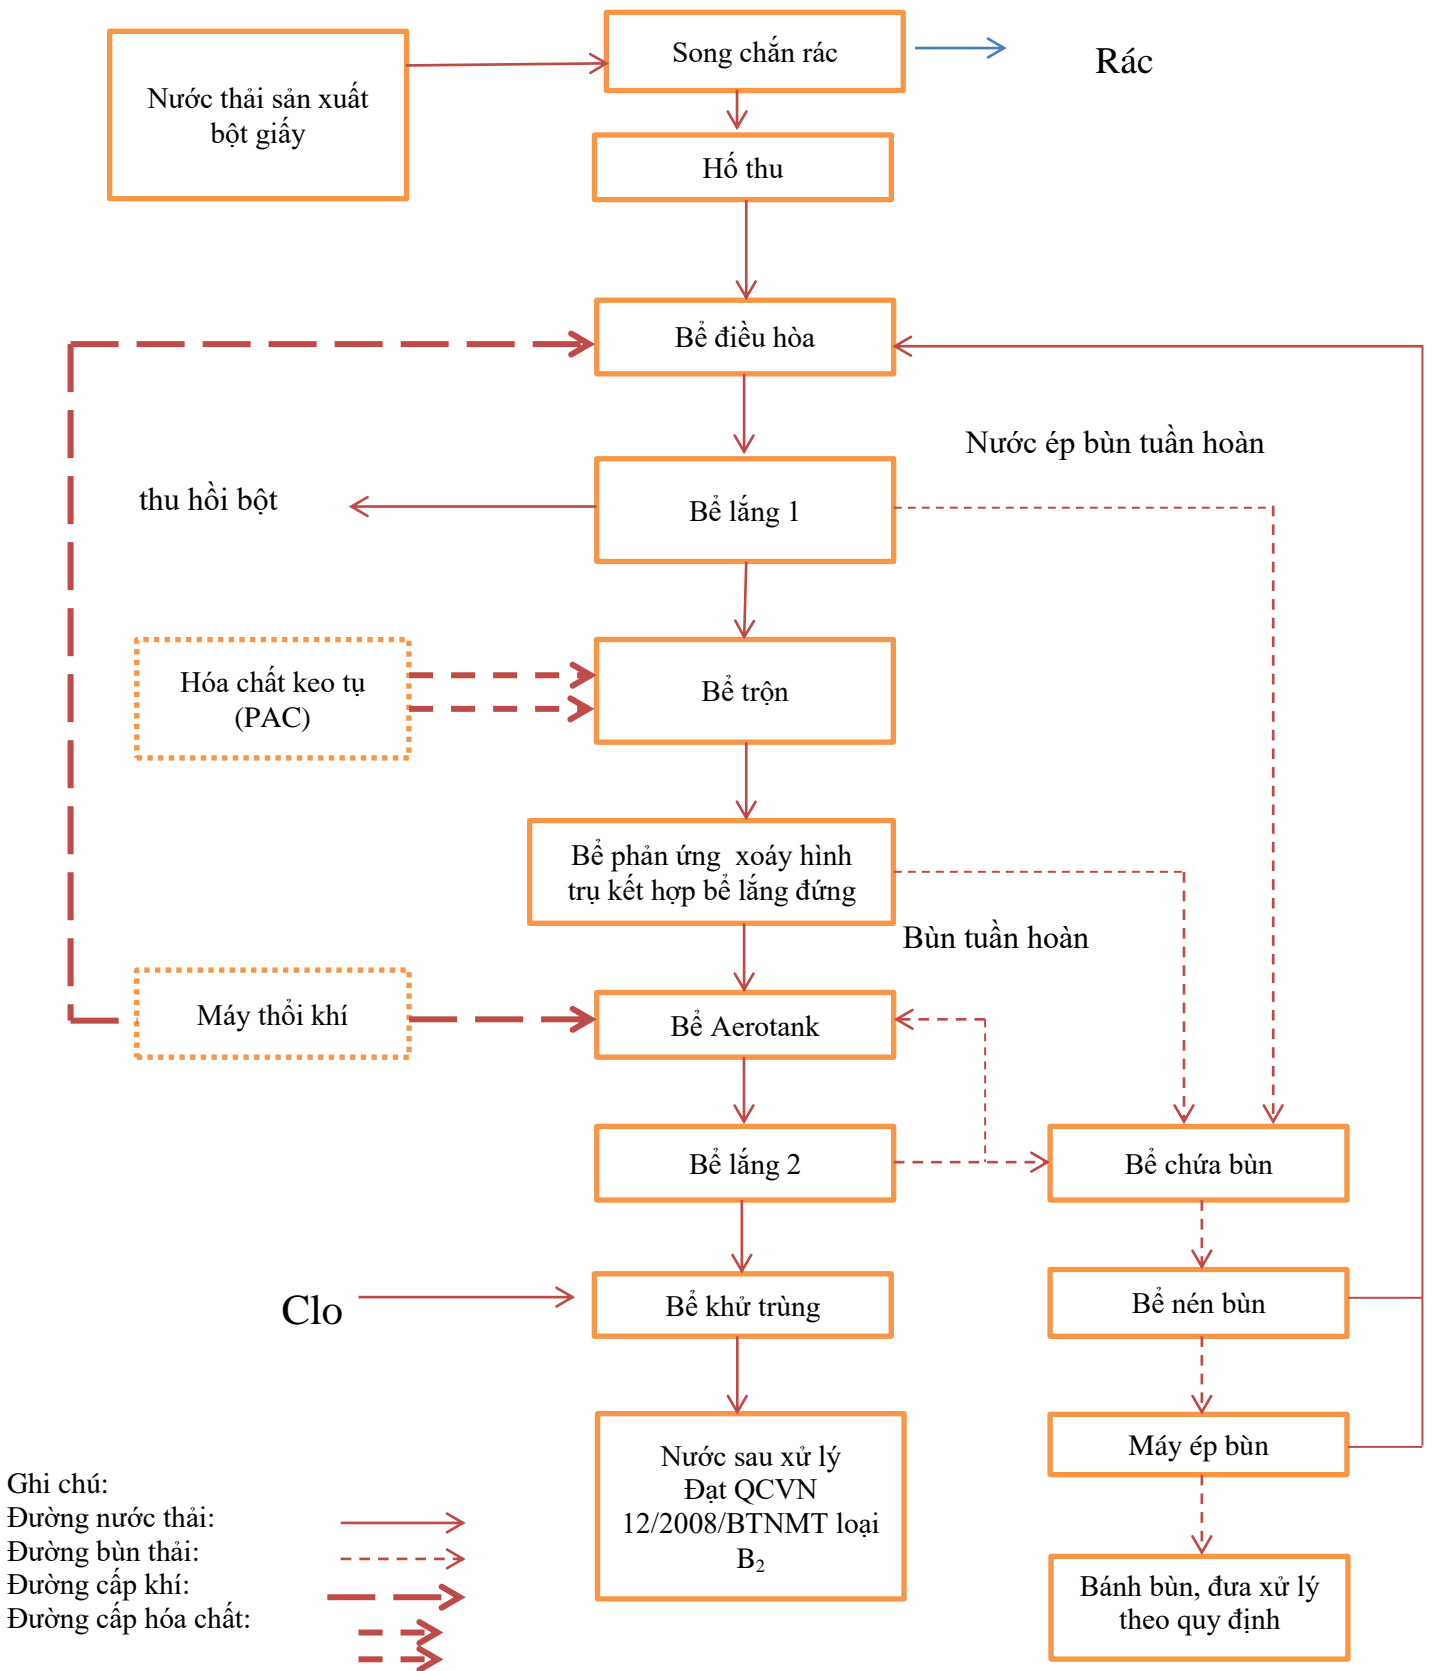 Song chắn rác
Rác
Nước thải sản xuất
bột giấy
Hố thu
Bể điều hòa
Nước ép bùn tuần hoàn
thu hồi bột
Bể lắng 1
Hóa chất keo tụ
(PAC)
Bể trộn
Bể phản ứng xoáy hình
trụ kết hợp bể lắng đứng
Bùn tuần hoàn
Máy thổi khí
Bể Aerotank
Bể lắng 2
Bể chứa bùn
Clo
Bể khử trùng
Bể nén bùn
Nước sau xử lý
Đạt QCVN
12/2008/BTNMT loại
B₂
Máy ép bùn
Ghi chú:
Đường nước thải:
Đường bùn thải:
Đường cấp khí:
Đường cấp hóa chất:
Bánh bùn, đưa xử lý
theo quy định